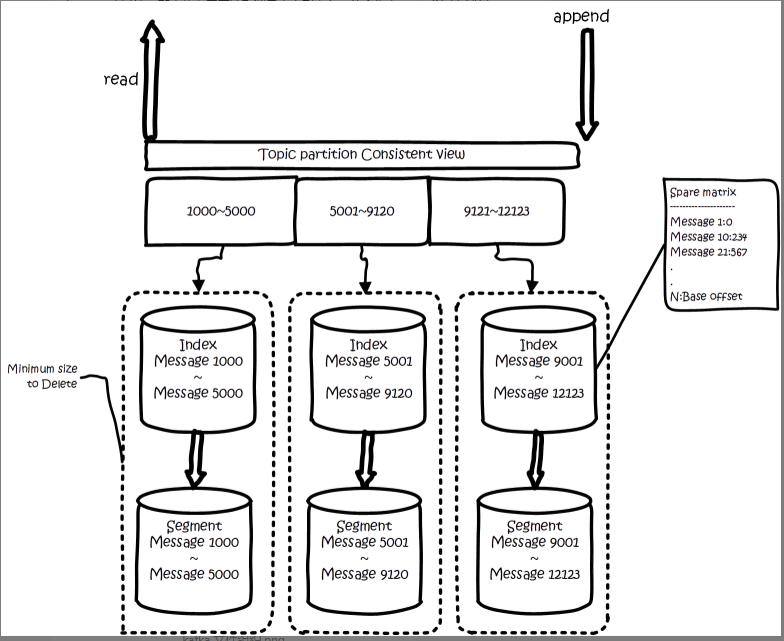 append
read
Topic partition Consistent view
1000~5000
5001~9120
9121~12123
Spare matrix
--------------------
Message 1:0
Message 10:234
Message 21:567
.
.
N:Base offset
Index
Message 1000
~
Message 5000
Index
Message 5001
~
Message 9120
Index
Message 9001
~
Message 12123
Minimum size
to Delete
Segment
Message 1000
~
Message 5000
Segment
Message 5001
~
Message 9120
Segment
Message 9001
~
Message 12123